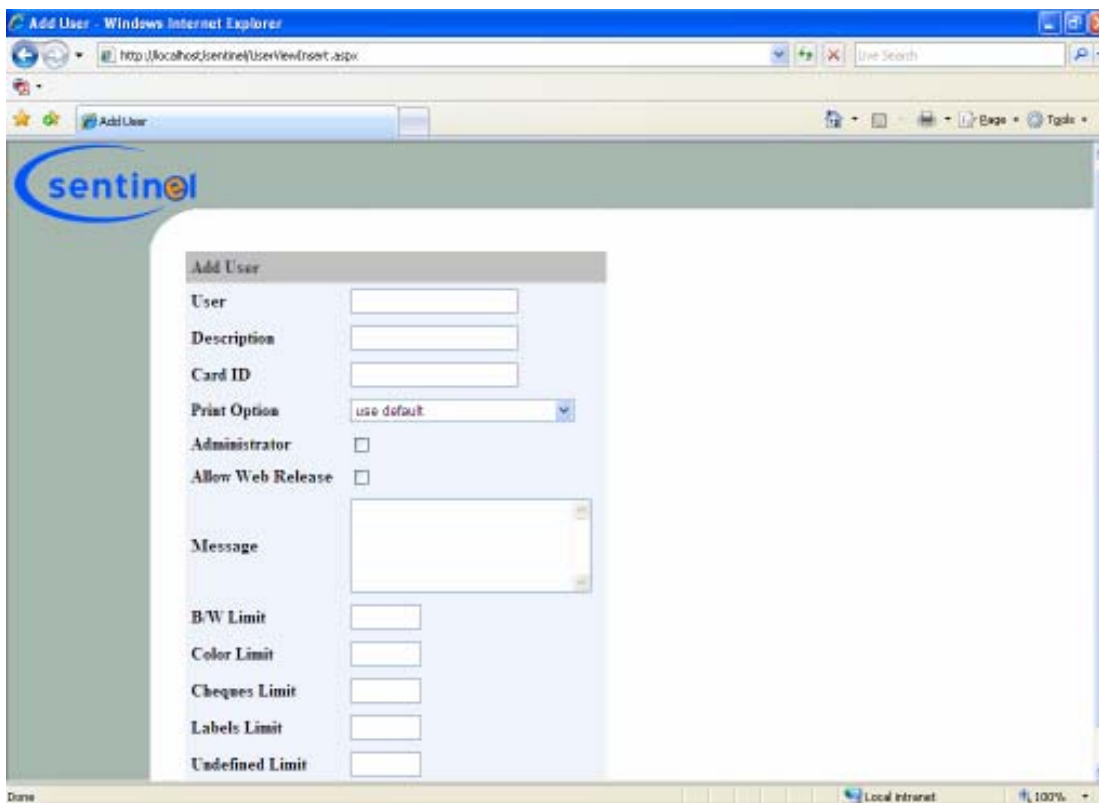 Add User - Windows Internet Explorer
http://localhost/sentinel/UserViewInsert.aspx
Live Search
Add User
Page
Tools
sentinel
Add User
User
Description
Card ID
Print Option
use default
Administrator
Allow Web Release
Message
B/W Limit
Color Limit
Cheques Limit
Labels Limit
Undefined Limit
Done
Local intranet
100%